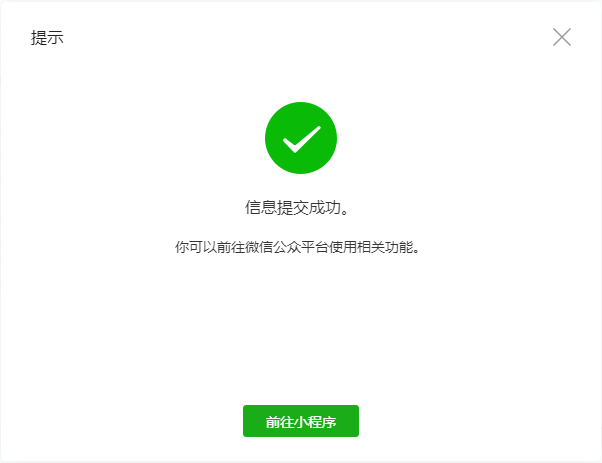 提示
信息提交成功。
你可以前往微信公众平台使用相关功能。
前往小程序